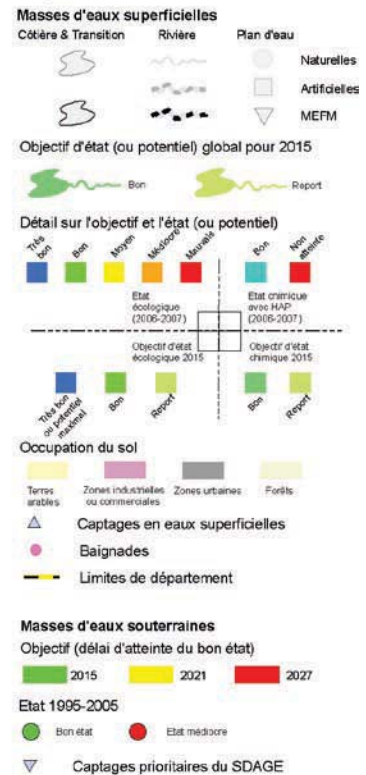 Masses d'eaux superficielles
Côtière & Transition Rivière Plan d'eau
Naturelles
Artificielles
MEFM
Objectif d'état (ou potentiel) global pour 2015
Bon Report
Détail sur l'objectif et l'état (ou potentiel)
Très bon Bon Moyen Médiocre Mauvais Bon Non atteinte
Etat écologique (2006-2007) Etat chimique avec HAP (2006-2007)
Objectif d'état écologique 2015 Objectif d'état chimique 2015
Très bon ou potentiel maximal Bon Report Bon Report
Occupation du sol
Terres arables Zones industrielles ou commerciales Zones urbaines Forêts
Captages en eaux superficielles
Baignades
Limites de département
Masses d'eaux souterraines
Objectif (délai d'atteinte du bon état)
2015 2021 2027
Etat 1995-2005
Bon état Etat médiocre
Captages prioritaires du SDAGE